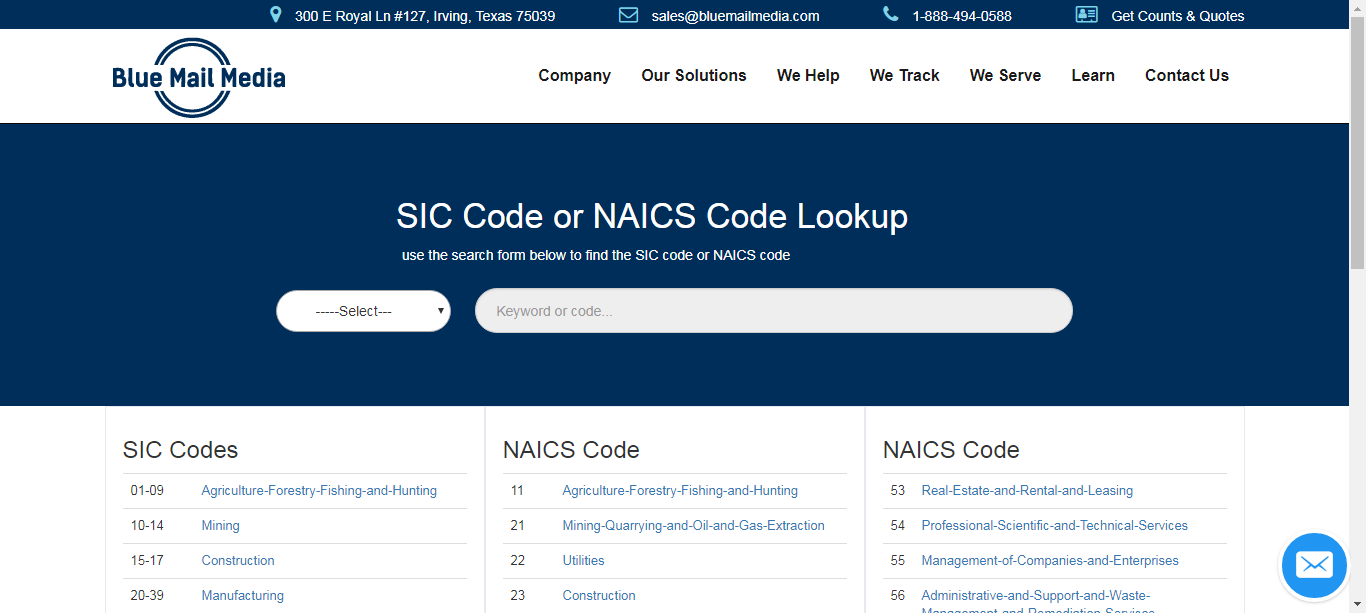 300 E Royal Ln #127, Irving, Texas 75039 sales@bluemailmedia.com 1-888-494-0588 Get Counts & Quotes
Blue Mail Media
Company Our Solutions We Help We Track We Serve Learn Contact Us
SIC Code or NAICS Code Lookup
use the search form below to find the SIC code or NAICS code
-----Select--- Keyword or code...
SIC Codes
01-09 Agriculture-Forestry-Fishing-and-Hunting
10-14 Mining
15-17 Construction
20-39 Manufacturing
NAICS Code
11 Agriculture-Forestry-Fishing-and-Hunting
21 Mining-Quarrying-and-Oil-and-Gas-Extraction
22 Utilities
23 Construction
NAICS Code
53 Real-Estate-and-Rental-and-Leasing
54 Professional-Scientific-and-Technical-Services
55 Management-of-Companies-and-Enterprises
56 Administrative-and-Support-and-Waste-
Management-and-Remediation-Services